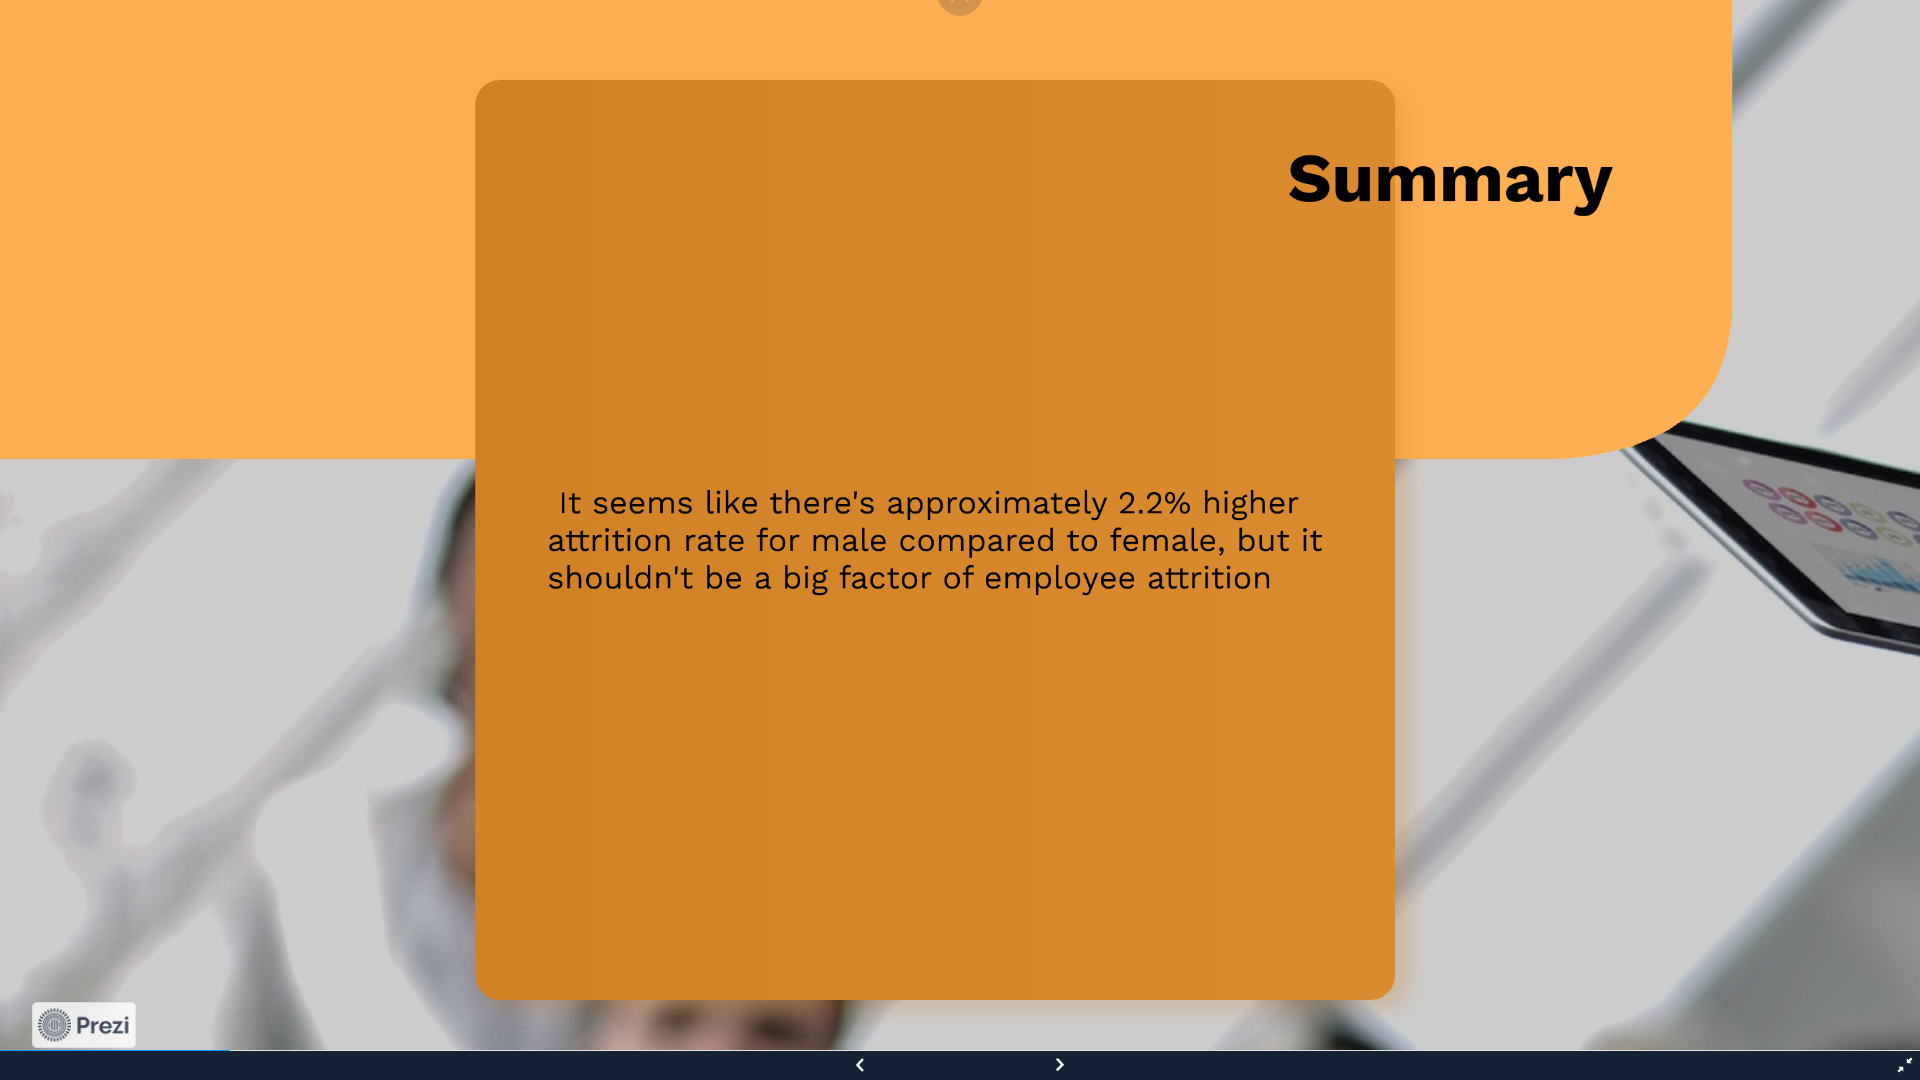 Summary
It seems like there's approximately 2.2% higher
attrition rate for male compared to female, but it
shouldn't be a big factor of employee attrition
Prezi